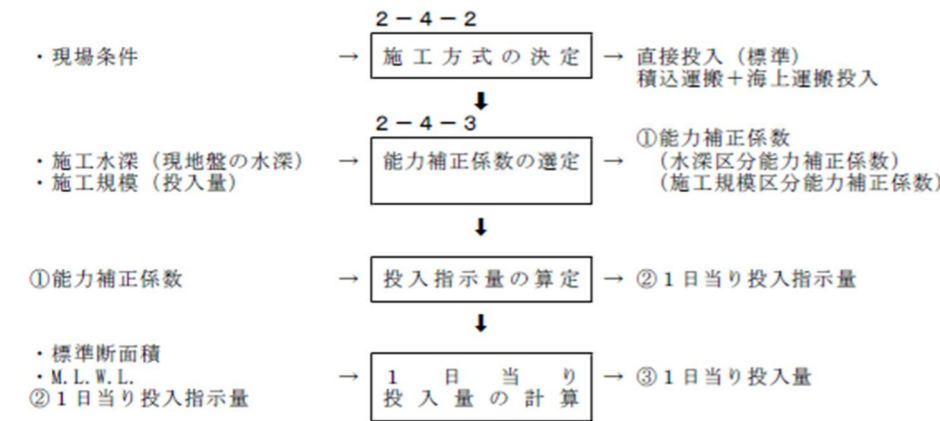 2－4－2
・現場条件 → 施工方式の決定 → 直接投入（標準）
積込運搬＋海上運搬投入
⬇
2－4－3
①能力補正係数
・施工水深（現地盤の水深） → 能力補正係数の選定 → （水深区分能力補正係数）
・施工規模（投入量） （施工規模区分能力補正係数）
⬇
①能力補正係数 → 投入指示量の算定 → ②1日当り投入指示量
⬇
・標準断面積
・M.L.W.L. → 1日当り → ③1日当り投入量
②1日当り投入指示量 投入量の計算